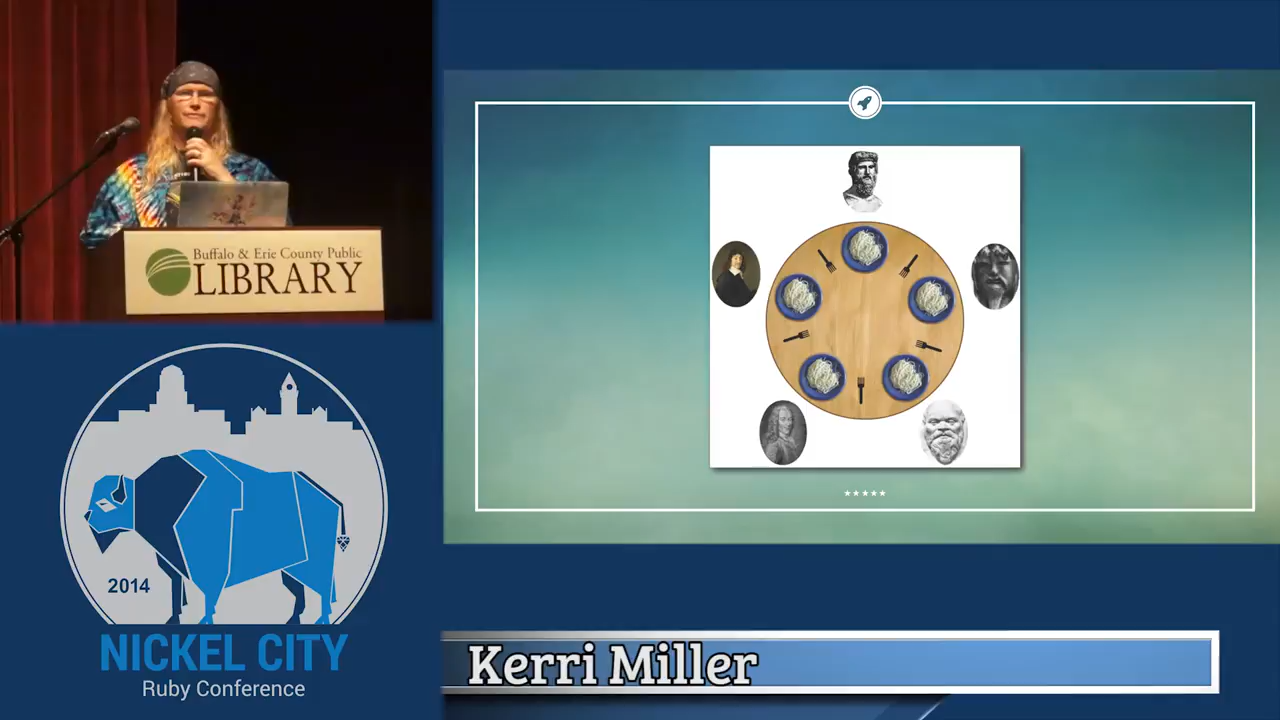 Buffalo & Erie County Public
LIBRARY
2014
NICKEL CITY
Ruby Conference
Kerri Miller